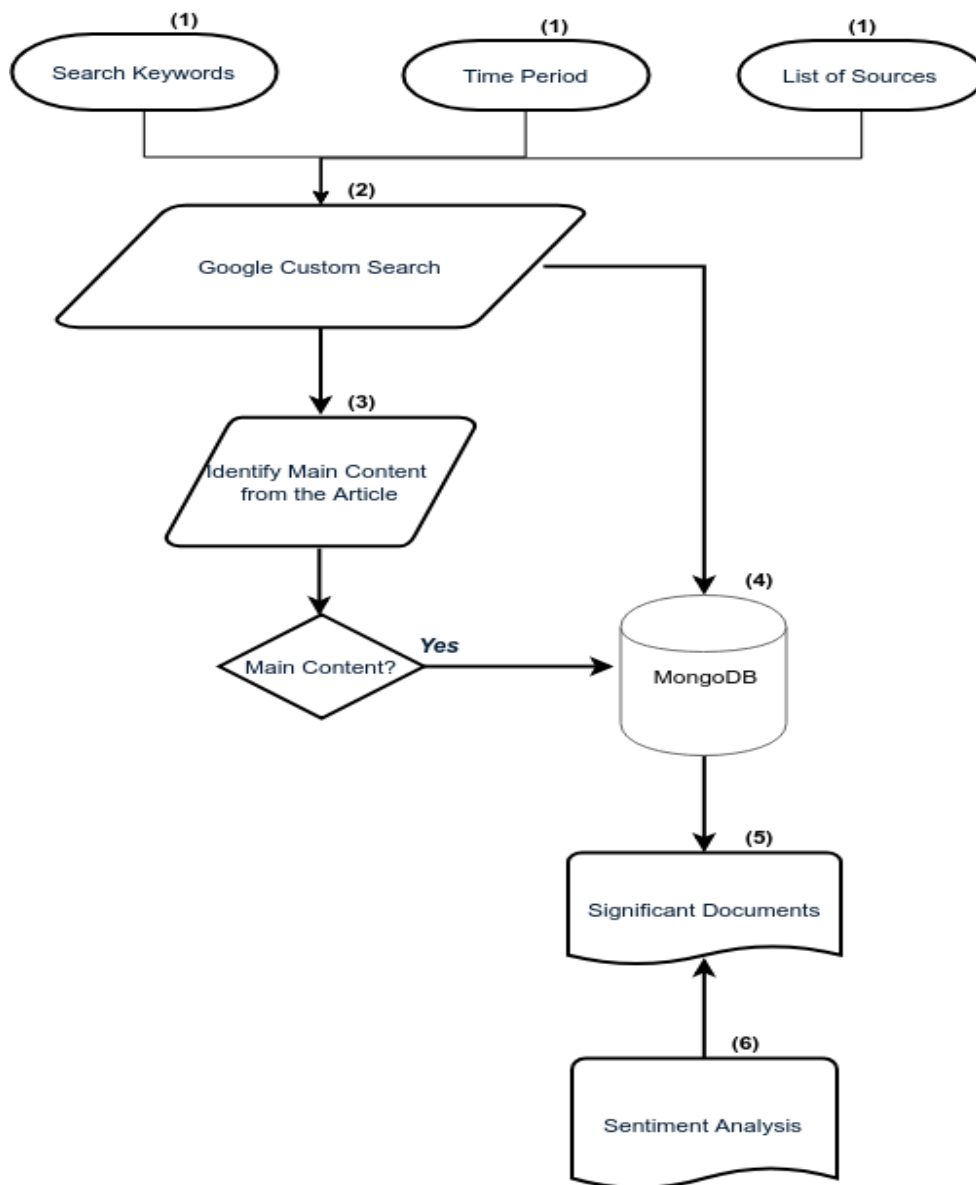 (1)
(1)
(1)
Search Keywords
Time Period
List of Sources
(2)
Google Custom Search
(3)
Identify Main Content
from the Article
(4)
Main Content?
Yes
MongoDB
(5)
Significant Documents
(6)
Sentiment Analysis